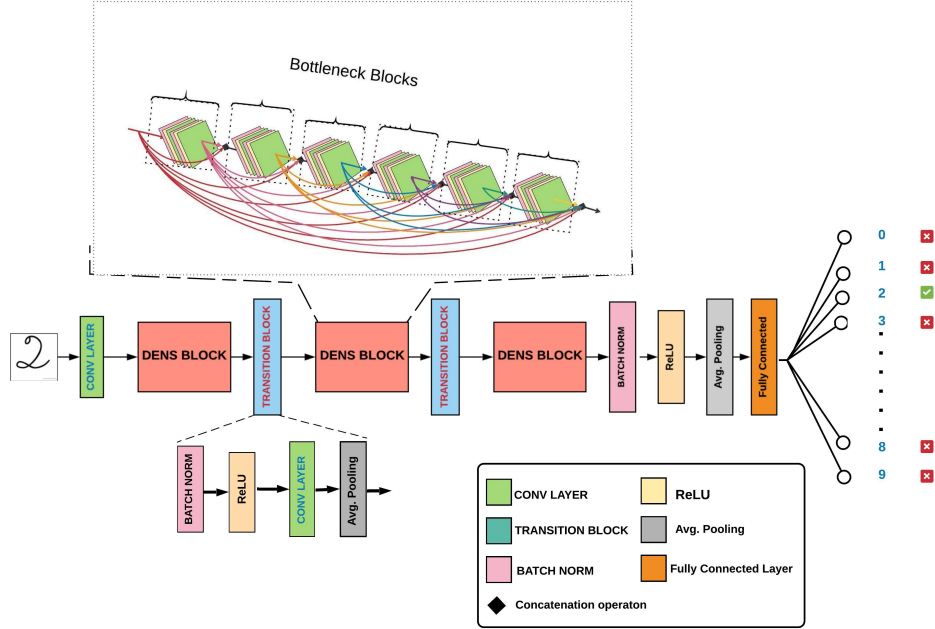 Bottleneck Blocks
2
CONV LAYER
DENS BLOCK
TRANSITION BLOCK
DENS BLOCK
TRANSITION BLOCK
DENS BLOCK
BATCH NORM
ReLU
Avg. Pooling
Fully Connected
0
1
2
3
8
9
BATCH NORM
ReLU
CONV LAYER
Avg. Pooling
CONV LAYER
ReLU
TRANSITION BLOCK
Avg. Pooling
BATCH NORM
Fully Connected Layer
Concatenation operaton